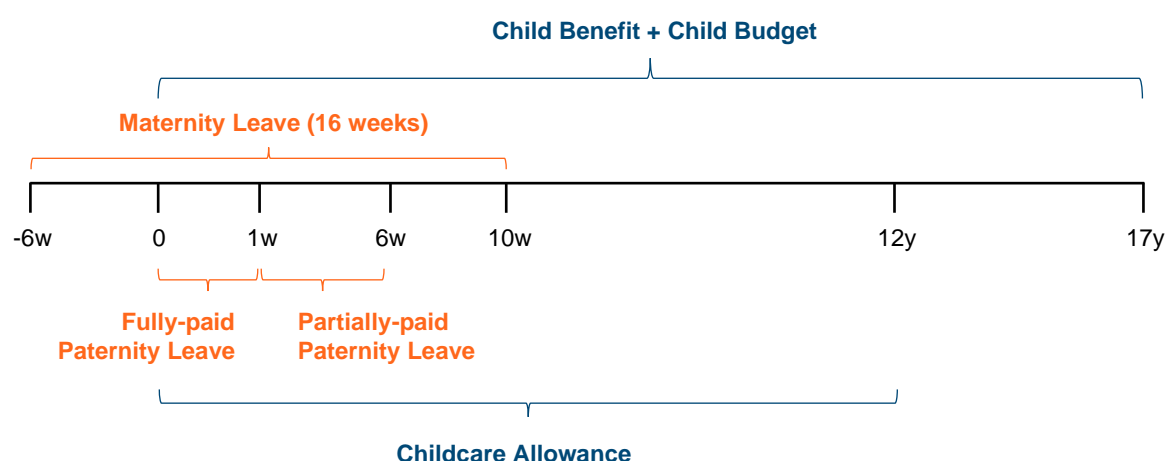 Child Benefit + Child Budget
Maternity Leave (16 weeks)
-6w 0 1w 6w 10w 12y 17y
Fully-paid
Paternity Leave
Partially-paid
Paternity Leave
Childcare Allowance